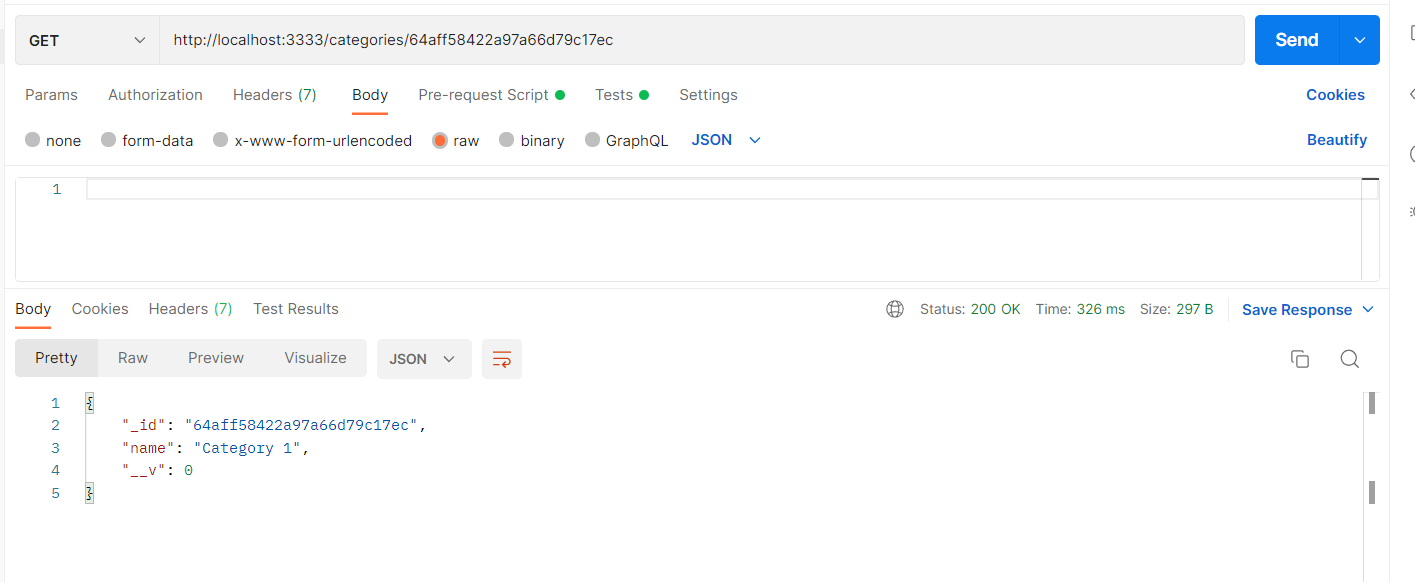 GET http://localhost:3333/categories/64aff58422a97a66d79c17ec Send
Params Authorization Headers (7) Body Pre-request Script Tests Settings Cookies
none form-data x-www-form-urlencoded raw binary GraphQL JSON Beautify
1
Body Cookies Headers (7) Test Results Status: 200 OK Time: 326 ms Size: 297 B Save Response
Pretty Raw Preview Visualize JSON
1 {
2 "_id": "64aff58422a97a66d79c17ec",
3 "name": "Category 1",
4 "__v": 0
5 }